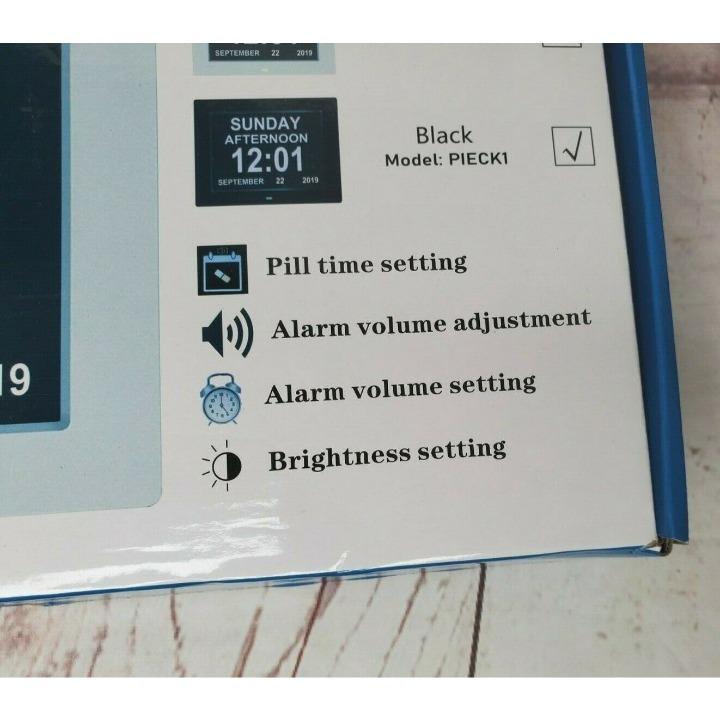 SEPTEMBER 22 2019
SUNDAY
AFTERNOON
12:01
SEPTEMBER 22 2019
Black
Model: PIECK1
Pill time setting
Alarm volume adjustment
Alarm volume setting
Brightness setting
19